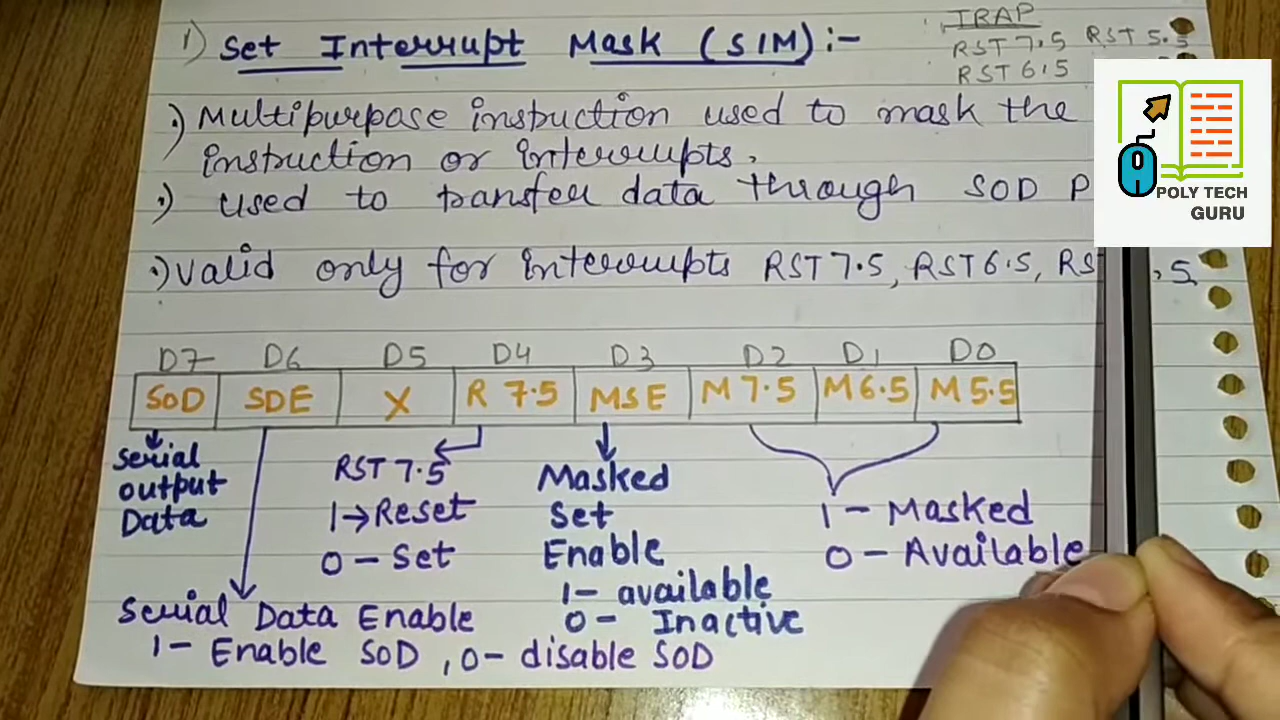 TRAP
RST 7.5 RST 5.5
RST 6.5
1) Set Interrupt Mask (SIM) :-
.) Multipurpose instruction used to mask the
instruction or interrupts.
.) used to transfer data through SOD P
.) Valid only for interrupts RST 7.5, RST 6.5, RS .5
POLY TECH
GURU
D7 D6 D5 D4 D3 D2 D1 D0
SOD SDE X R 7.5 MSE M 7.5 M 6.5 M 5.5
Serial
output
Data
RST 7.5
1→Reset
0 - Set
Masked
Set
Enable
1- available
0- Inactive
1 - Masked
0 - Available
Serial Data Enable
1- Enable SOD , 0- disable SOD